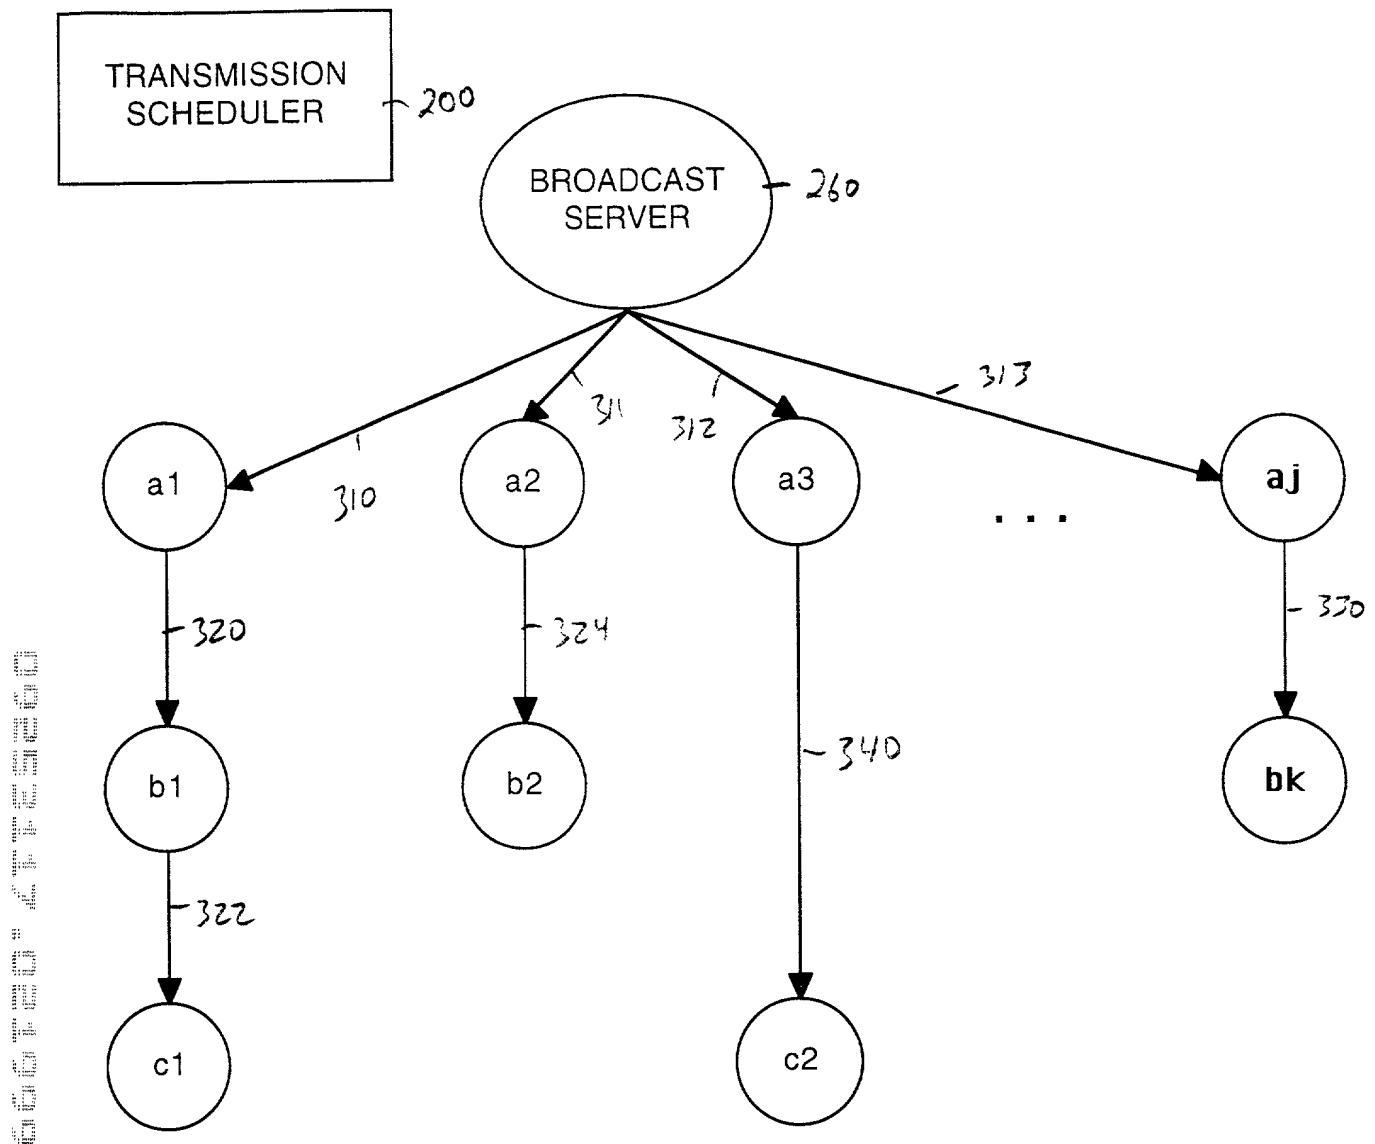 TRANSMISSION
SCHEDULER
200
BROADCAST
SERVER
260
310
311
312
313
a1
a2
a3
...
aj
320
324
340
330
b1
b2
bk
322
c1
c2